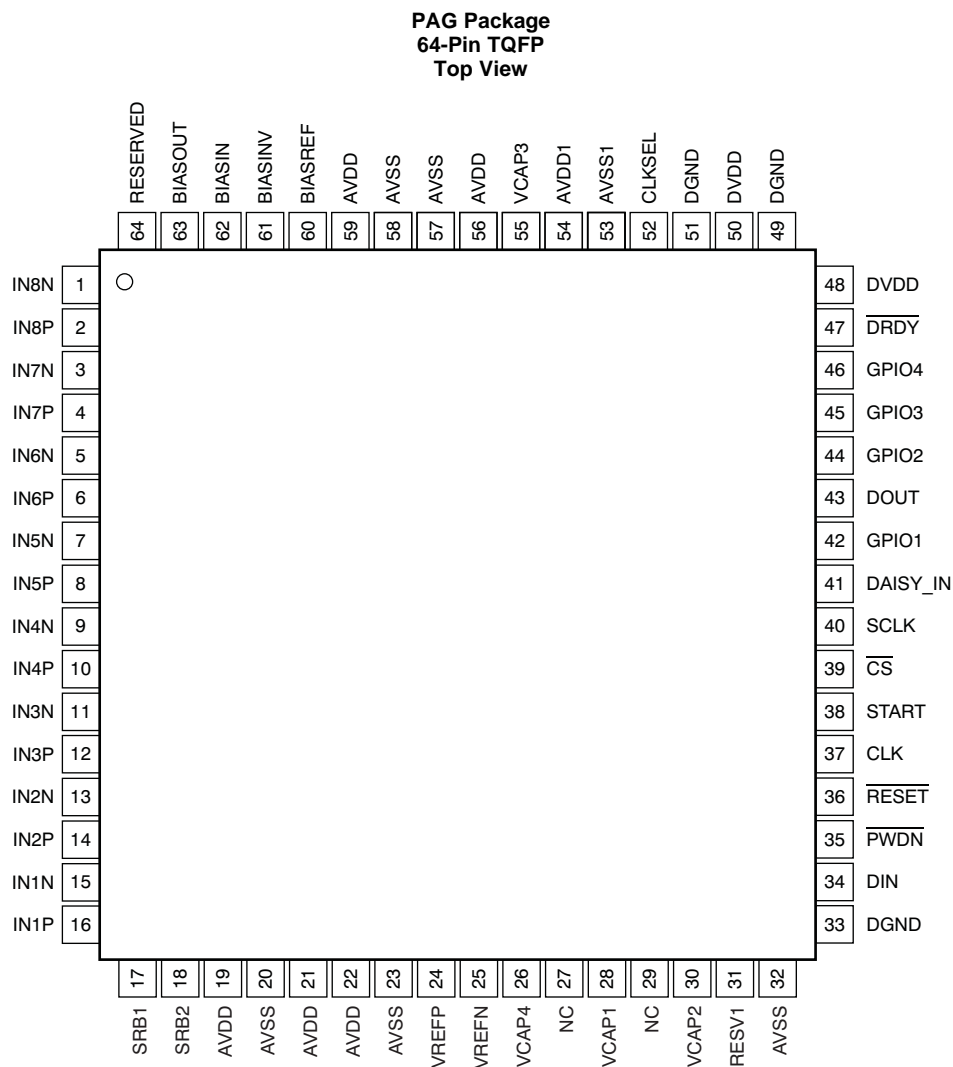 PAG Package
64-Pin TQFP
Top View
RESERVED
BIASOUT
BIASIN
BIASINV
BIASREF
AVDD
AVSS
AVSS
AVDD
VCAP3
AVDD1
AVSS1
CLKSEL
DGND
DVDD
DGND
64
63
62
61
60
59
58
57
56
55
54
53
52
51
50
49
IN8N 1
IN8P 2
IN7N 3
IN7P 4
IN6N 5
IN6P 6
IN5N 7
IN5P 8
IN4N 9
IN4P 10
IN3N 11
IN3P 12
IN2N 13
IN2P 14
IN1N 15
IN1P 16
48 DVDD
47 DRDY
46 GPIO4
45 GPIO3
44 GPIO2
43 DOUT
42 GPIO1
41 DAISY_IN
40 SCLK
39 CS
38 START
37 CLK
36 RESET
35 PWDN
34 DIN
33 DGND
17
18
19
20
21
22
23
24
25
26
27
28
29
30
31
32
SRB1
SRB2
AVDD
AVSS
AVDD
AVDD
AVSS
VREFP
VREFN
VCAP4
NC
VCAP1
NC
VCAP2
RESV1
AVSS